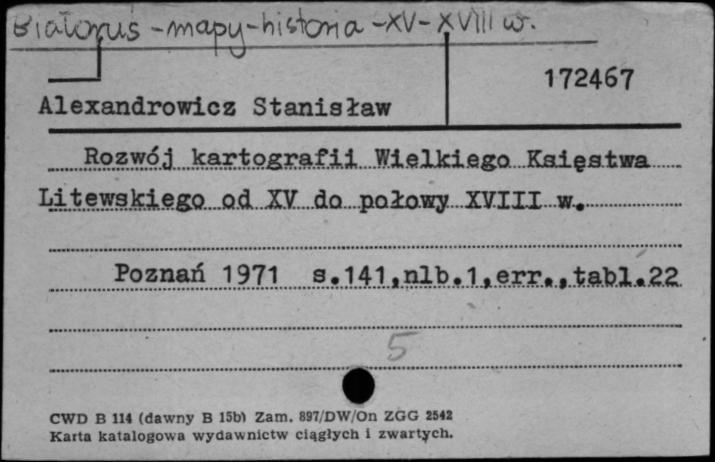 Białoruś - mapy - historia - XV - XVIII w.
172467
Alexandrowicz Stanisław
Rozwój kartografii Wielkiego Księstwa
Litewskiego od XV do połowy XVIII w.
Poznań 1971 s.141,nlb.1,err.,tabl.22
5
CWD B 114 (dawny B 15b) Zam. 897/DW/On ZGG 2542
Karta katalogowa wydawnictw ciągłych i zwartych.